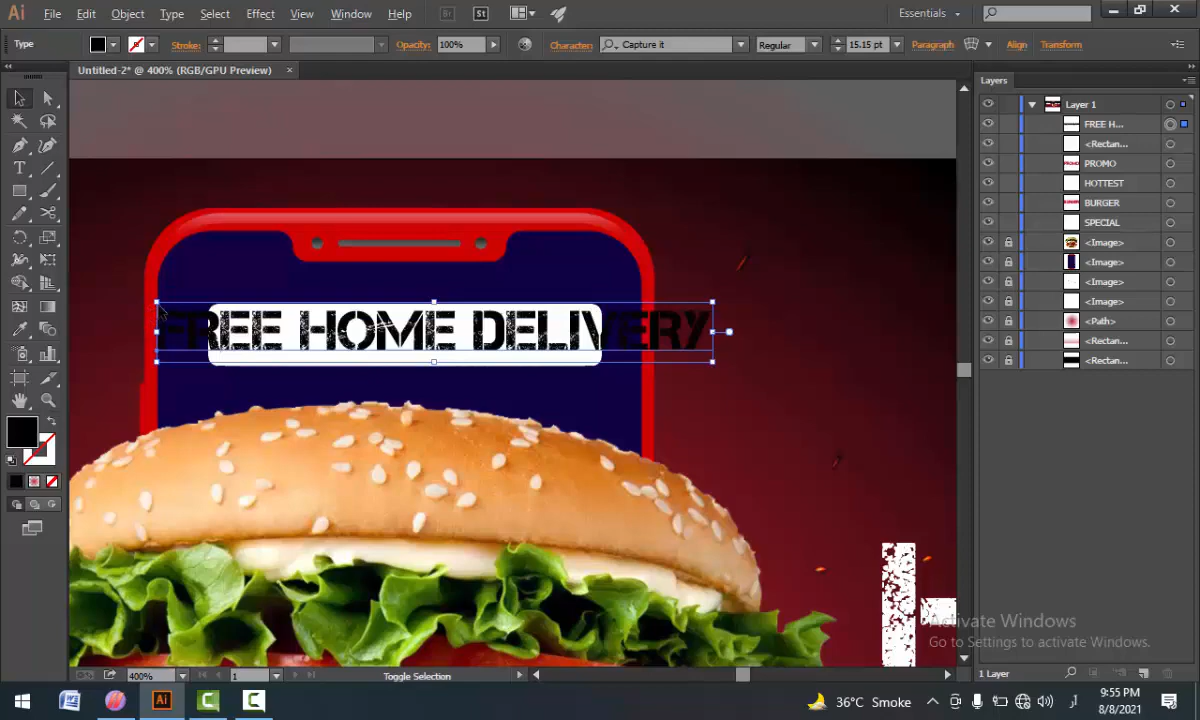 Ai File Edit Object Type Select Effect View Window Help Br St Essentials
Type Stroke: Opacity: 100% Character: Capture it Regular 15.15 pt Paragraph Align Transform
Untitled-2* @ 400% (RGB/GPU Preview) ×
Layers
Layer 1
FREE H...
<Rectan...
PROMO
HOTTEST
BURGER
SPECIAL
<Image>
<Image>
<Image>
<Image>
<Path>
<Rectan...
<Rectan...
FREE HOME DELIVERY
Activate Windows
Go to Settings to activate Windows.
400% 1 Toggle Selection
1 Layer
Ai 36°C Smoke 9:55 PM
8/8/2021